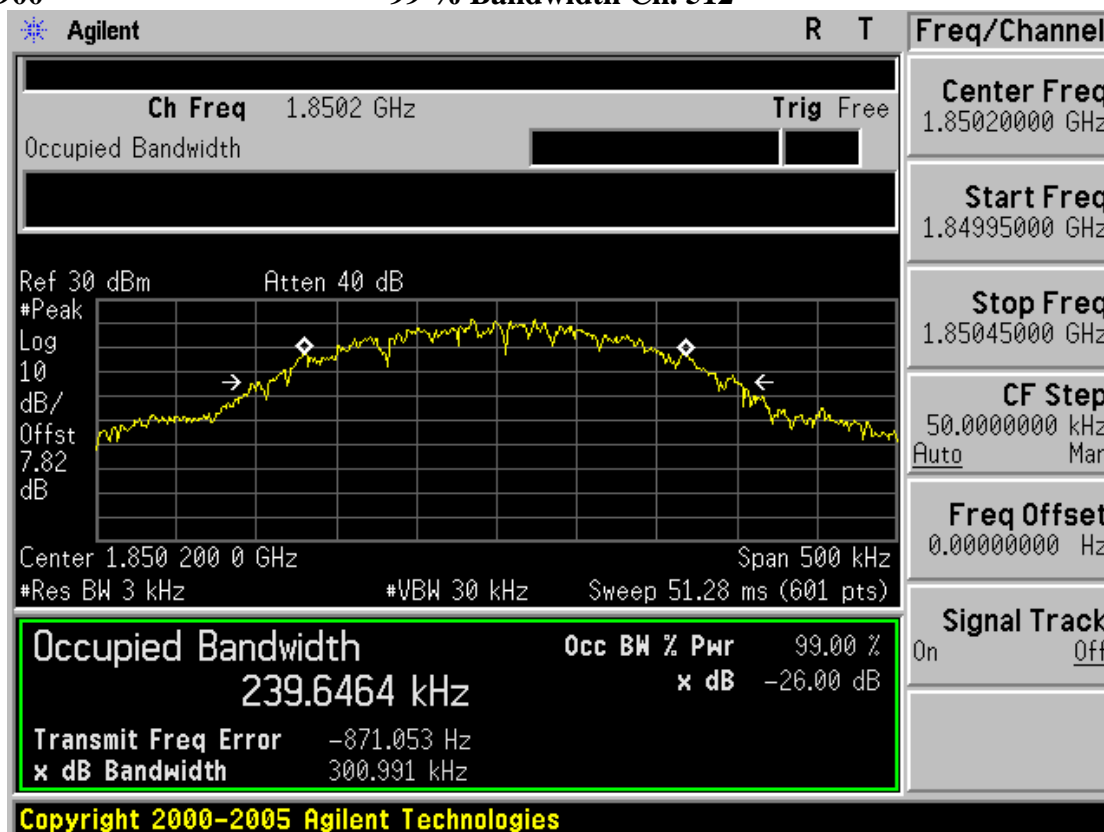 99 % Bandwidth Ch. 512
Agilent R T
Freq/Channel
Ch Freq 1.8502 GHz Trig Free
Occupied Bandwidth
Center Freq
1.85020000 GHz
Start Freq
1.84995000 GHz
Stop Freq
1.85045000 GHz
CF Step
50.0000000 kHz
Auto Man
Freq Offset
0.00000000 Hz
Signal Track
On Off
Ref 30 dBm Atten 40 dB
#Peak
Log
10
dB/
Offst
7.82
dB
Center 1.850 200 0 GHz Span 500 kHz
#Res BW 3 kHz #VBW 30 kHz Sweep 51.28 ms (601 pts)
Occupied Bandwidth
239.6464 kHz
Occ BW % Pwr 99.00 %
x dB -26.00 dB
Transmit Freq Error -871.053 Hz
x dB Bandwidth 300.991 kHz
Copyright 2000-2005 Agilent Technologies